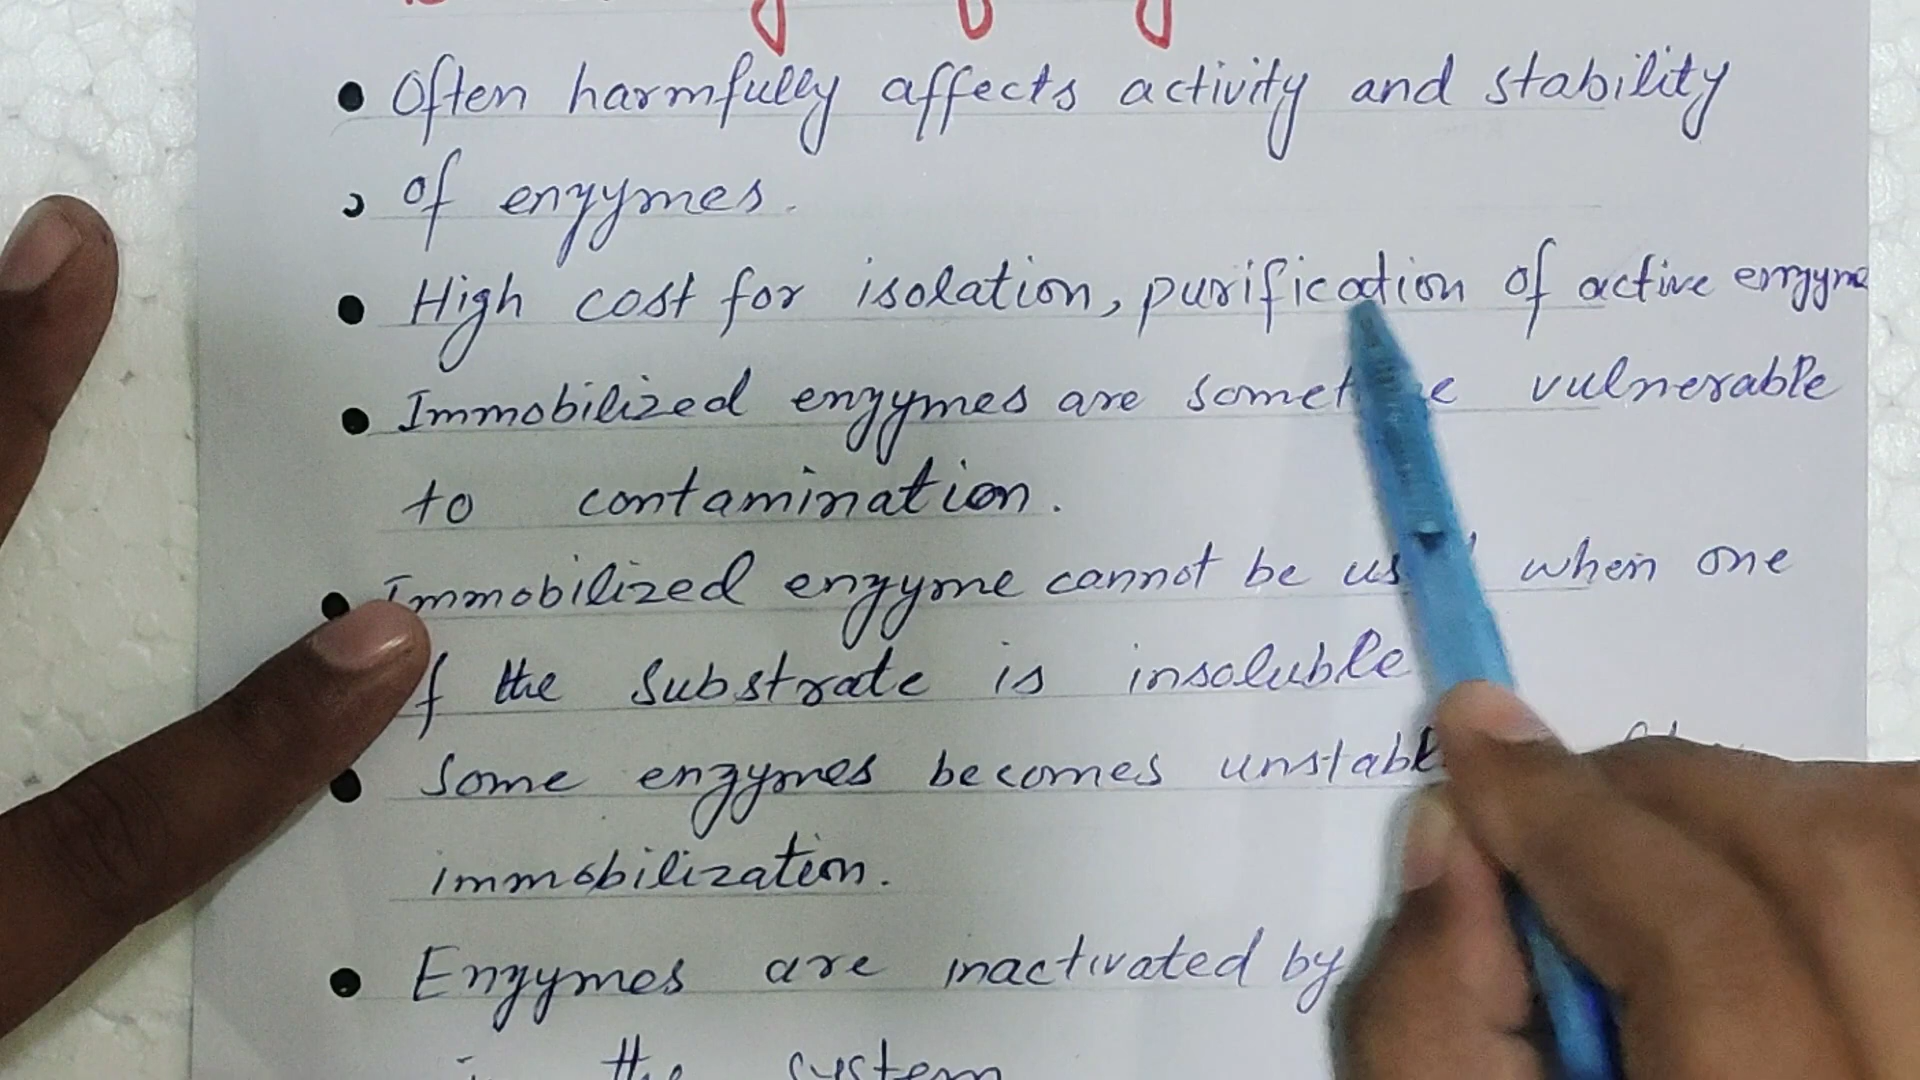 • Often harmfully affects activity and stability
of enzymes.
• High cost for isolation, purification of active enzyme
• Immobilized enzymes are vulnerable
to contamination.
• Immobilized enzyme cannot be when one
the substrate is insoluble
• Some enzymes becomes
immobilization.
• Enzymes are inactivated by
the system